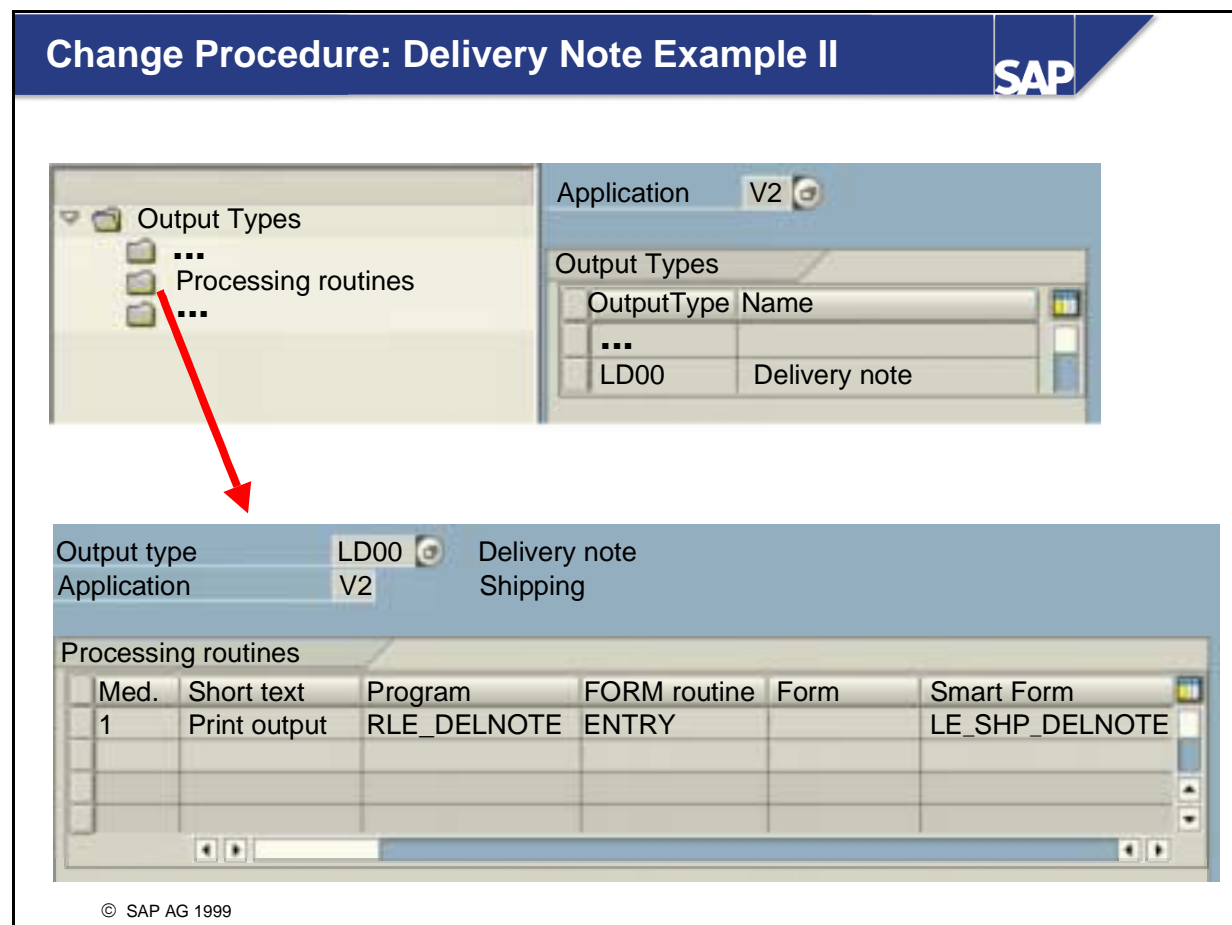 Change Procedure: Delivery Note Example II
SAP
Output Types
...
Processing routines
...
Application V2
Output Types
OutputType Name
...
LD00 Delivery note
Output type LD00 Delivery note
Application V2 Shipping
Processing routines
Med. Short text Program FORM routine Form Smart Form
1 Print output RLE_DELNOTE ENTRY LE_SHP_DELNOTE
© SAP AG 1999